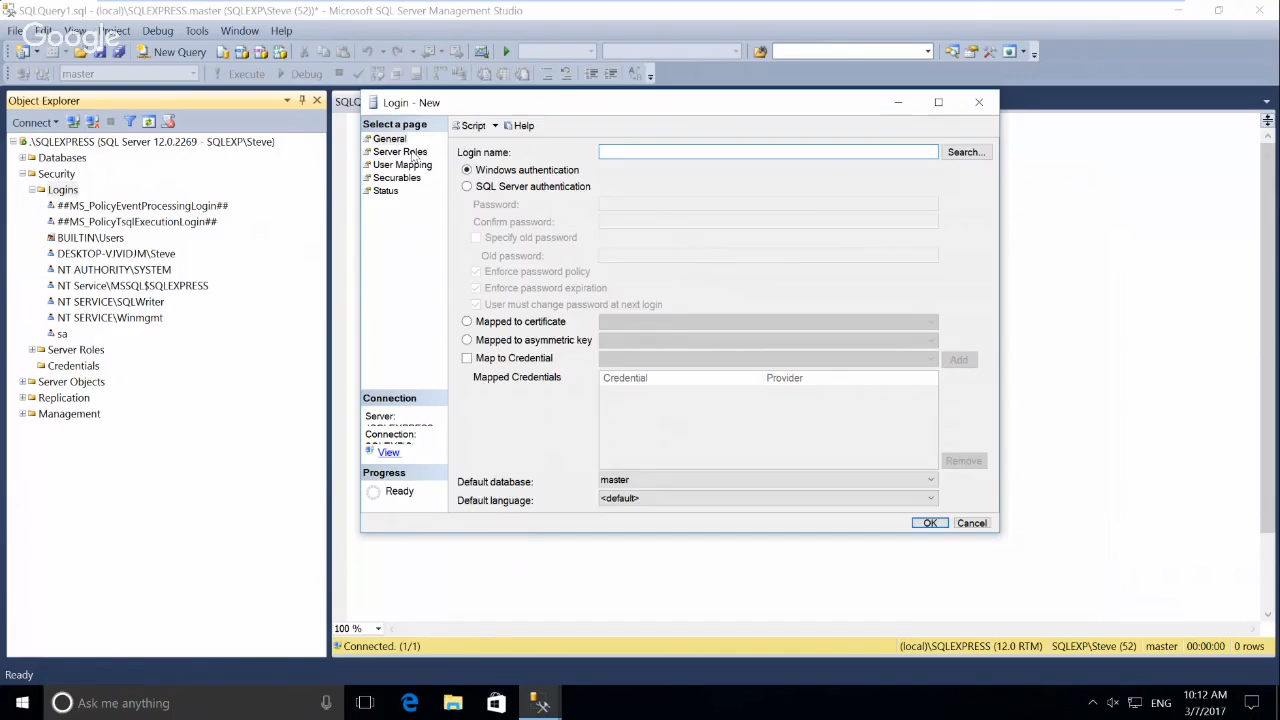 SQLQuery1.sql - (local)\SQLEXPRESS.master (SQLEXP\Steve (52))* - Microsoft SQL Server Management Studio
Google
File Edit View Project Debug Tools Window Help
New Query
master Execute Debug
Object Explorer
Connect
.\SQLEXPRESS (SQL Server 12.0.2269 - SQLEXP\Steve)
Databases
Security
Logins
##MS_PolicyEventProcessingLogin##
##MS_PolicyTsqlExecutionLogin##
BUILTIN\Users
DESKTOP-VJVIDJM\Steve
NT AUTHORITY\SYSTEM
NT Service\MSSQL$SQLEXPRESS
NT SERVICE\SQLWriter
NT SERVICE\Winmgmt
sa
Server Roles
Credentials
Server Objects
Replication
Management
Login - New
Select a page
General
Server Roles
User Mapping
Securables
Status
Connection
Server:
Connection:
View
Progress
Ready
Script Help
Login name: Search...
Windows authentication
SQL Server authentication
Password:
Confirm password:
Specify old password
Old password:
Enforce password policy
Enforce password expiration
User must change password at next login
Mapped to certificate
Mapped to asymmetric key
Map to Credential Add
Mapped Credentials Credential Provider
Remove
Default database: master
Default language: <default>
OK Cancel
100 %
Connected. (1/1) (local)\SQLEXPRESS (12.0 RTM) SQLEXP\Steve (52) master 00:00:00 0 rows
Ready
Ask me anything ENG 10:12 AM
3/7/2017